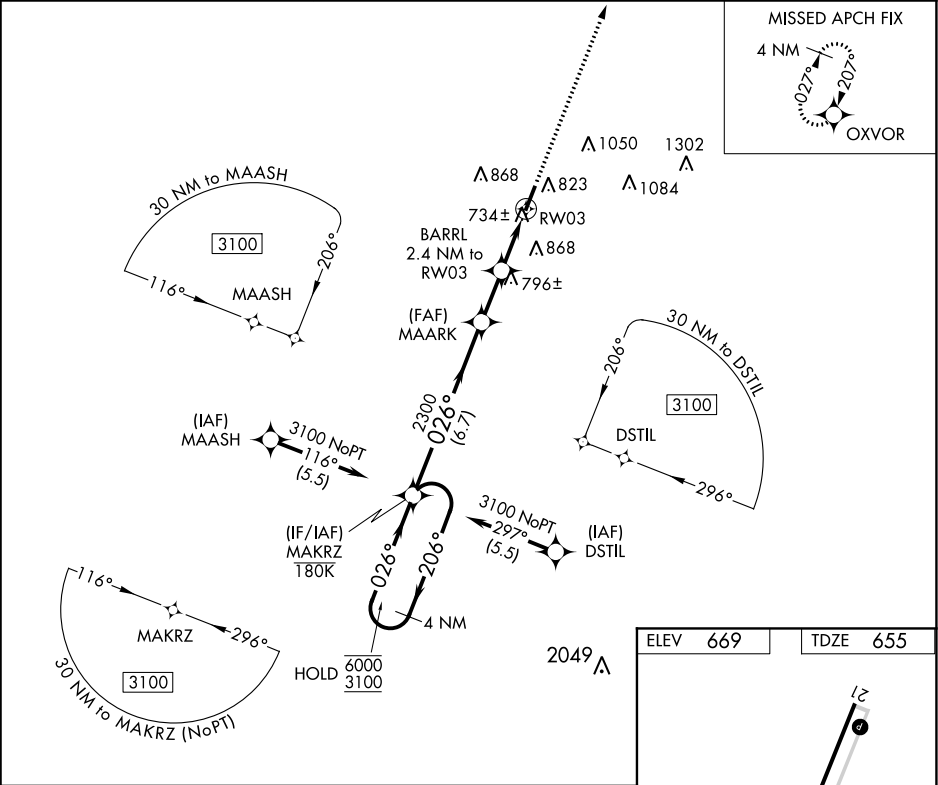 MISSED APCH FIX
4 NM
027°
207°
OXVOR
1050
1302
868
823
1084
734±
RW03
BARRL
2.4 NM to
RW03
868
796±
30 NM to MAASH
3100
206°
116°
MAASH
(FAF)
MAARK
30 NM to DSTIL
206°
3100
DSTIL
296°
2300
026°
(6.7)
(IAF)
MAASH
3100 NoPT
116°
(5.5)
(IF/IAF)
MAKRZ
180K
3100 NoPT
297°
(5.5)
(IAF)
DSTIL
026°
206°
4 NM
HOLD
6000
3100
116°
MAKRZ
296°
3100
30 NM to MAKRZ (NoPT)
2049
ELEV 669
TDZE 655
21
P